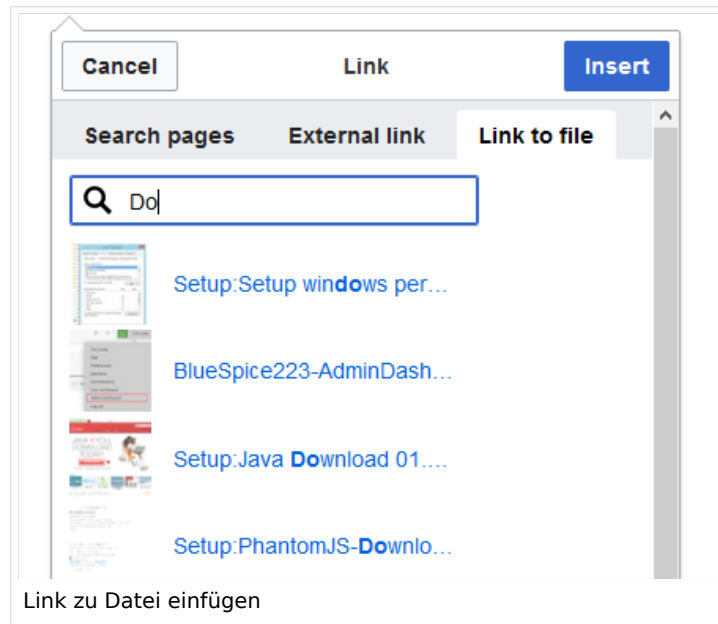 Cancel Link Insert
Search pages External link Link to file
Do
Setup:Setup windows per...
BlueSpice223-AdminDash...
Setup:Java Download 01....
Setup:PhantomJS-Downlo...
Link zu Datei einfügen